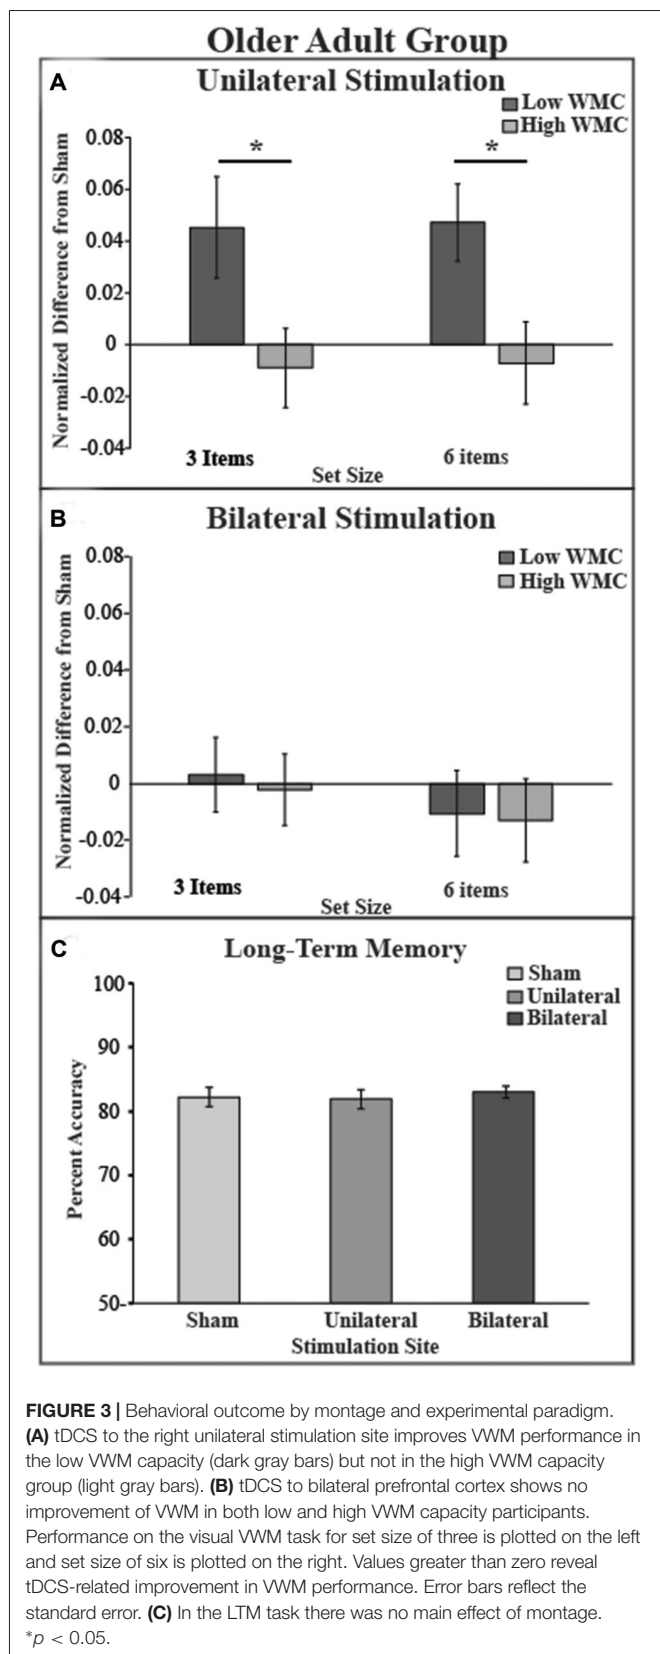 Older Adult Group
A
Unilateral Stimulation
Low WMC
High WMC
Normalized Difference from Sham
0.08
0.06
0.04
0.02
0
-0.02
-0.04
*
*
3 Items
6 items
Set Size
B
Bilateral Stimulation
Low WMC
High WMC
Normalized Difference from Sham
0.08
0.06
0.04
0.02
0
-0.02
-0.04
3 Items
6 items
Set Size
C
Long-Term Memory
Sham
Unilateral
Bilateral
Percent Accuracy
100
90
80
70
60
50
Sham
Unilateral
Bilateral
Stimulation Site
FIGURE 3 | Behavioral outcome by montage and experimental paradigm.
(A) tDCS to the right unilateral stimulation site improves VWM performance in
the low VWM capacity (dark gray bars) but not in the high VWM capacity
group (light gray bars). (B) tDCS to bilateral prefrontal cortex shows no
improvement of VWM in both low and high VWM capacity participants.
Performance on the visual VWM task for set size of three is plotted on the left
and set size of six is plotted on the right. Values greater than zero reveal
tDCS-related improvement in VWM performance. Error bars reflect the
standard error. (C) In the LTM task there was no main effect of montage.
*p < 0.05.